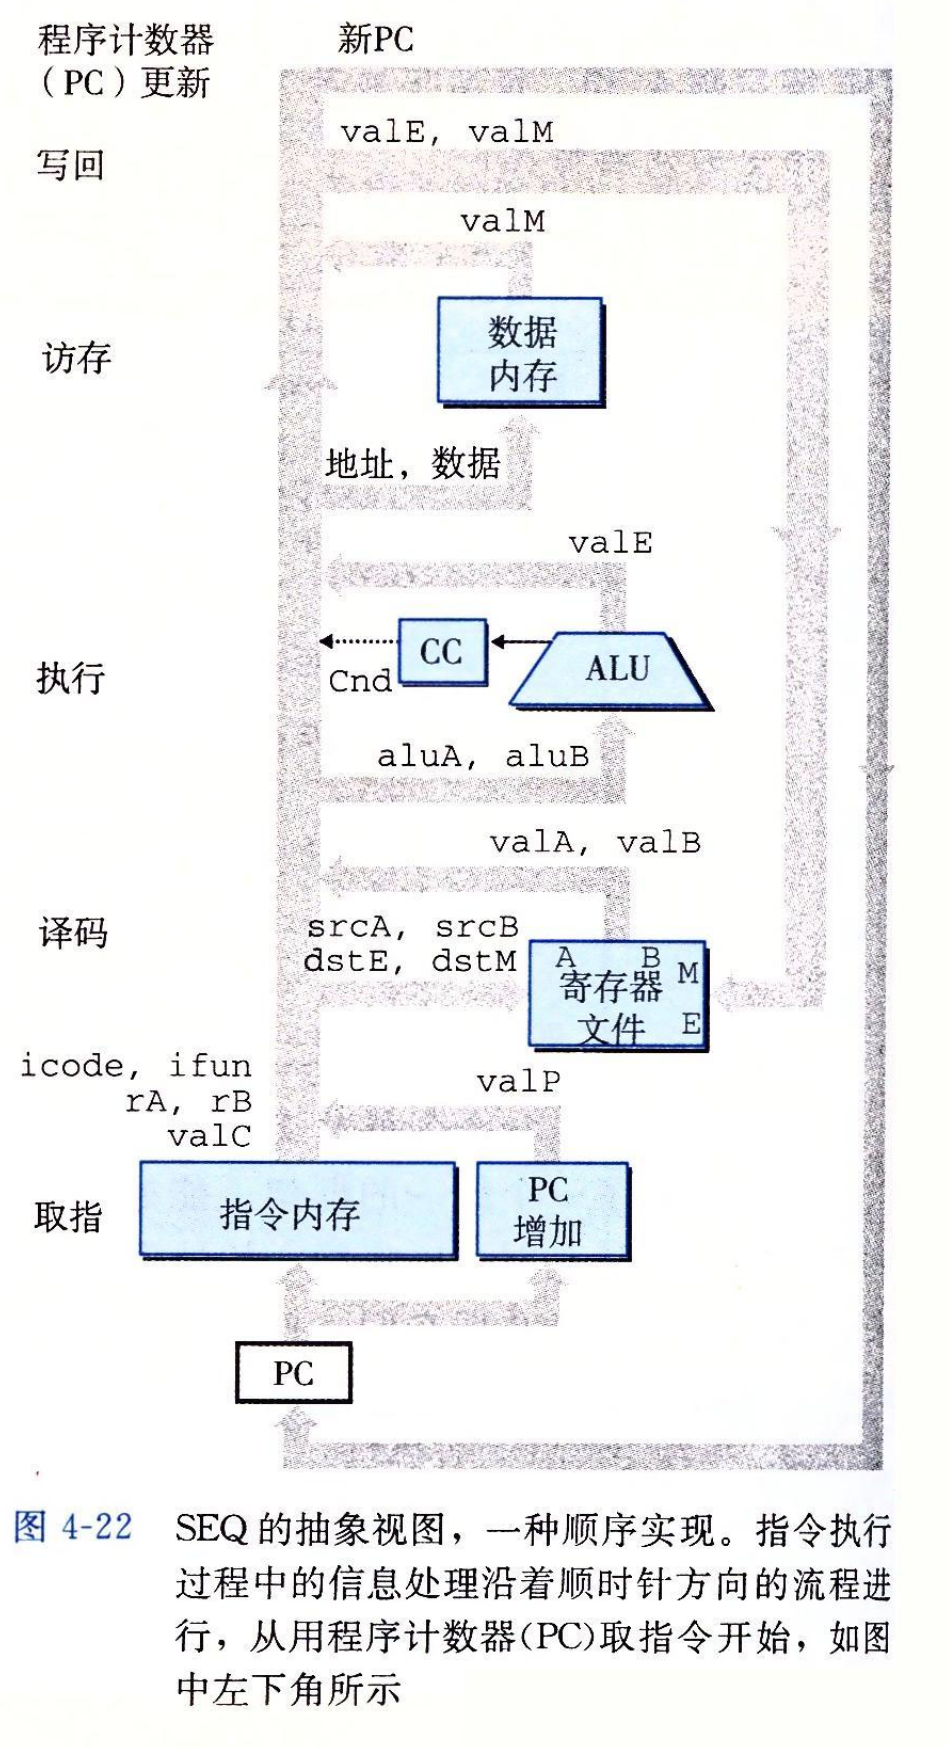 程序计数器
（PC）更新
新PC
valE, valM
写回
valM
数据
内存
访存
地址，数据
valE
CC
ALU
执行
Cnd
aluA, aluB
valA, valB
译码
srcA, srcB
dstE, dstM
A B
M
寄存器
文件
E
icode, ifun
rA, rB
valC
valP
取指
指令内存
PC
增加
PC
图 4-22 SEQ的抽象视图，一种顺序实现。指令执行
过程中的信息处理沿着顺时针方向的流程进
行，从用程序计数器(PC)取指令开始，如图
中左下角所示